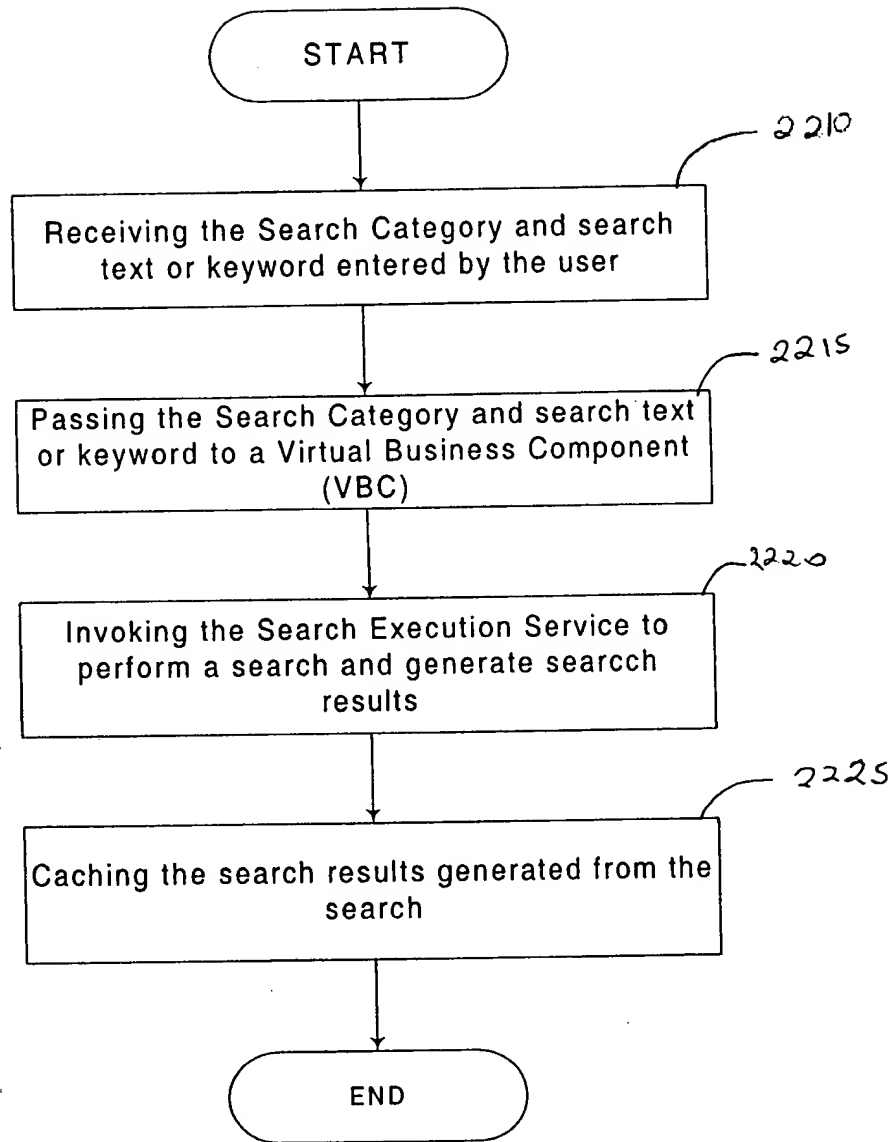 START
2210
Receiving the Search Category and search
text or keyword entered by the user
2215
Passing the Search Category and search text
or keyword to a Virtual Business Component
(VBC)
2220
Invoking the Search Execution Service to
perform a search and generate searcch
results
2225
Caching the search results generated from the
search
END